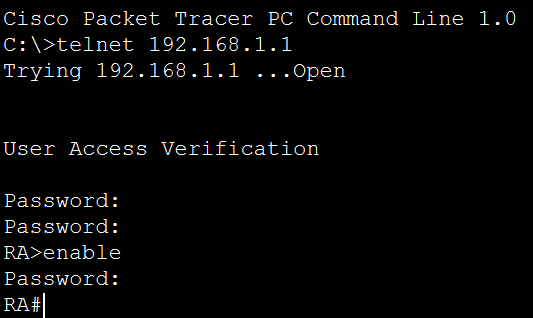 Cisco Packet Tracer PC Command Line 1.0
C:\>telnet 192.168.1.1
Trying 192.168.1.1 ...Open
User Access Verification
Password:
Password:
RA>enable
Password:
RA#